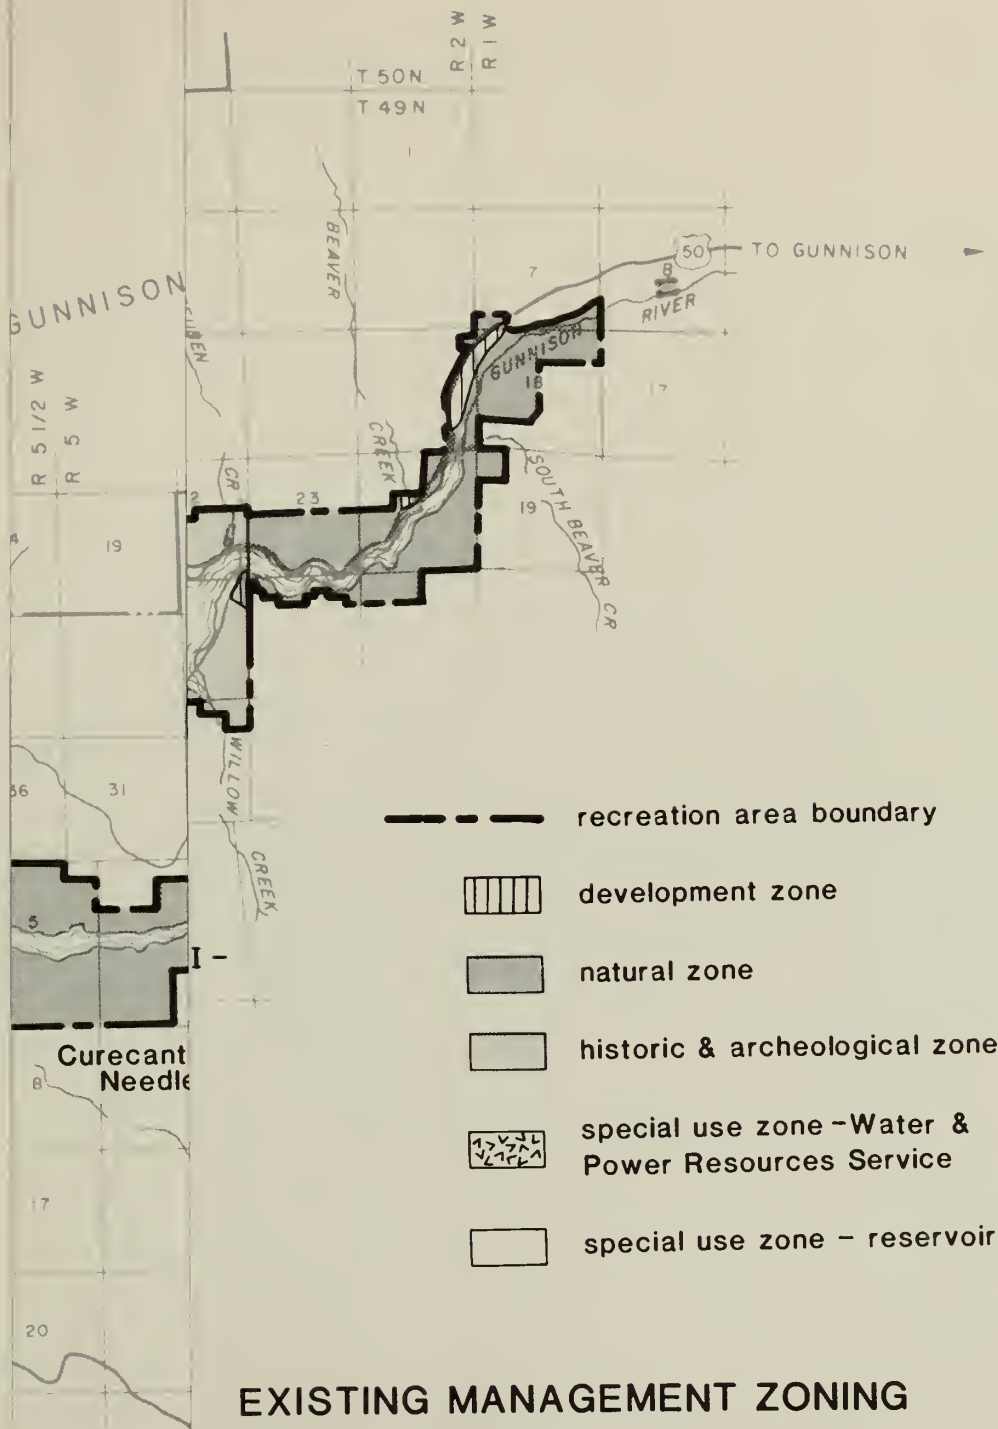 R 2 W
R 1 W
T 50N
T 49N
1
BEAVER
7
50
TO GUNNISON
8
RIVER
GUNNISON
GUNNISON
18
17
R 5 1/2 W
R 5 W
CREEK
SOUTH BEAVER CR
CR
2
23
19
4
19
WILLOW
CREEK
36
31
recreation area boundary
development zone
5
natural zone
I -
historic & archeological zone
Curecant
Needle
8
special use zone - Water &
Power Resources Service
17
special use zone - reservoir
20
EXISTING MANAGEMENT ZONING